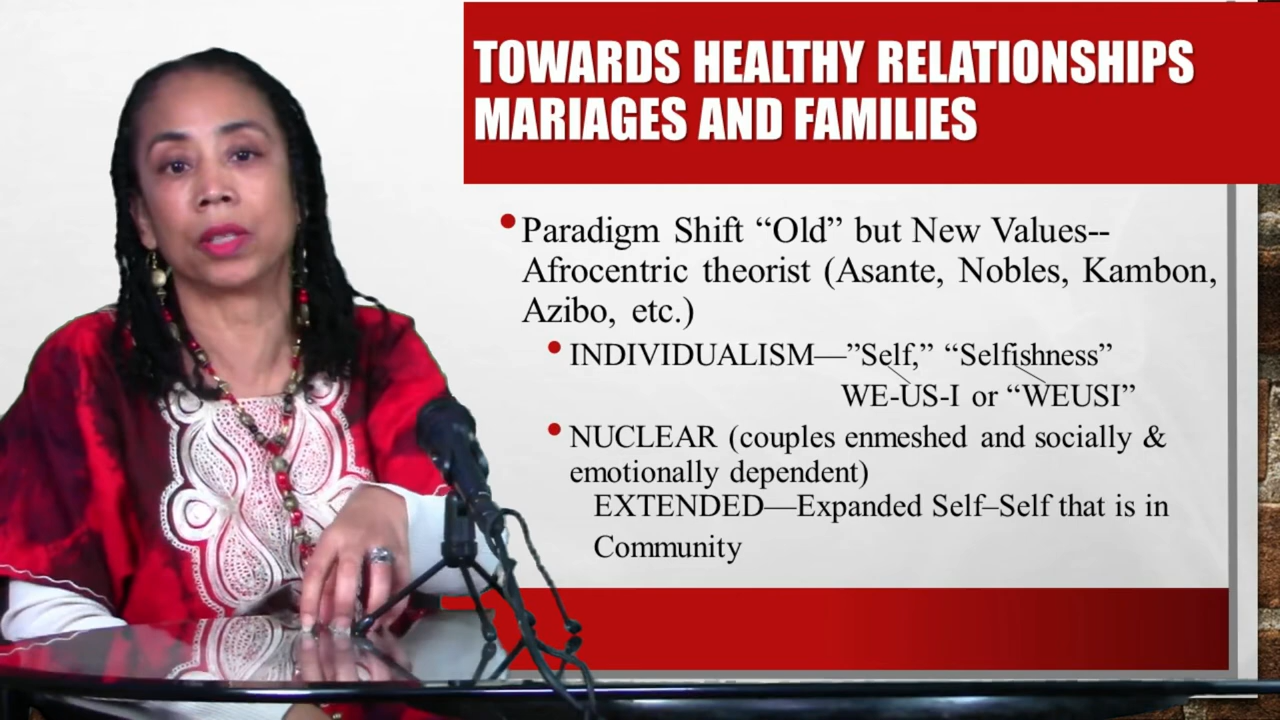 TOWARDS HEALTHY RELATIONSHIPS
MARIAGES AND FAMILIES
Paradigm Shift “Old” but New Values--
Afrocentric theorist (Asante, Nobles, Kambon,
Azibo, etc.)
INDIVIDUALISM—”Self,” “Selfishness”
WE-US-I or “WEUSI”
NUCLEAR (couples enmeshed and socially &
emotionally dependent)
EXTENDED—Expanded Self–Self that is in
Community